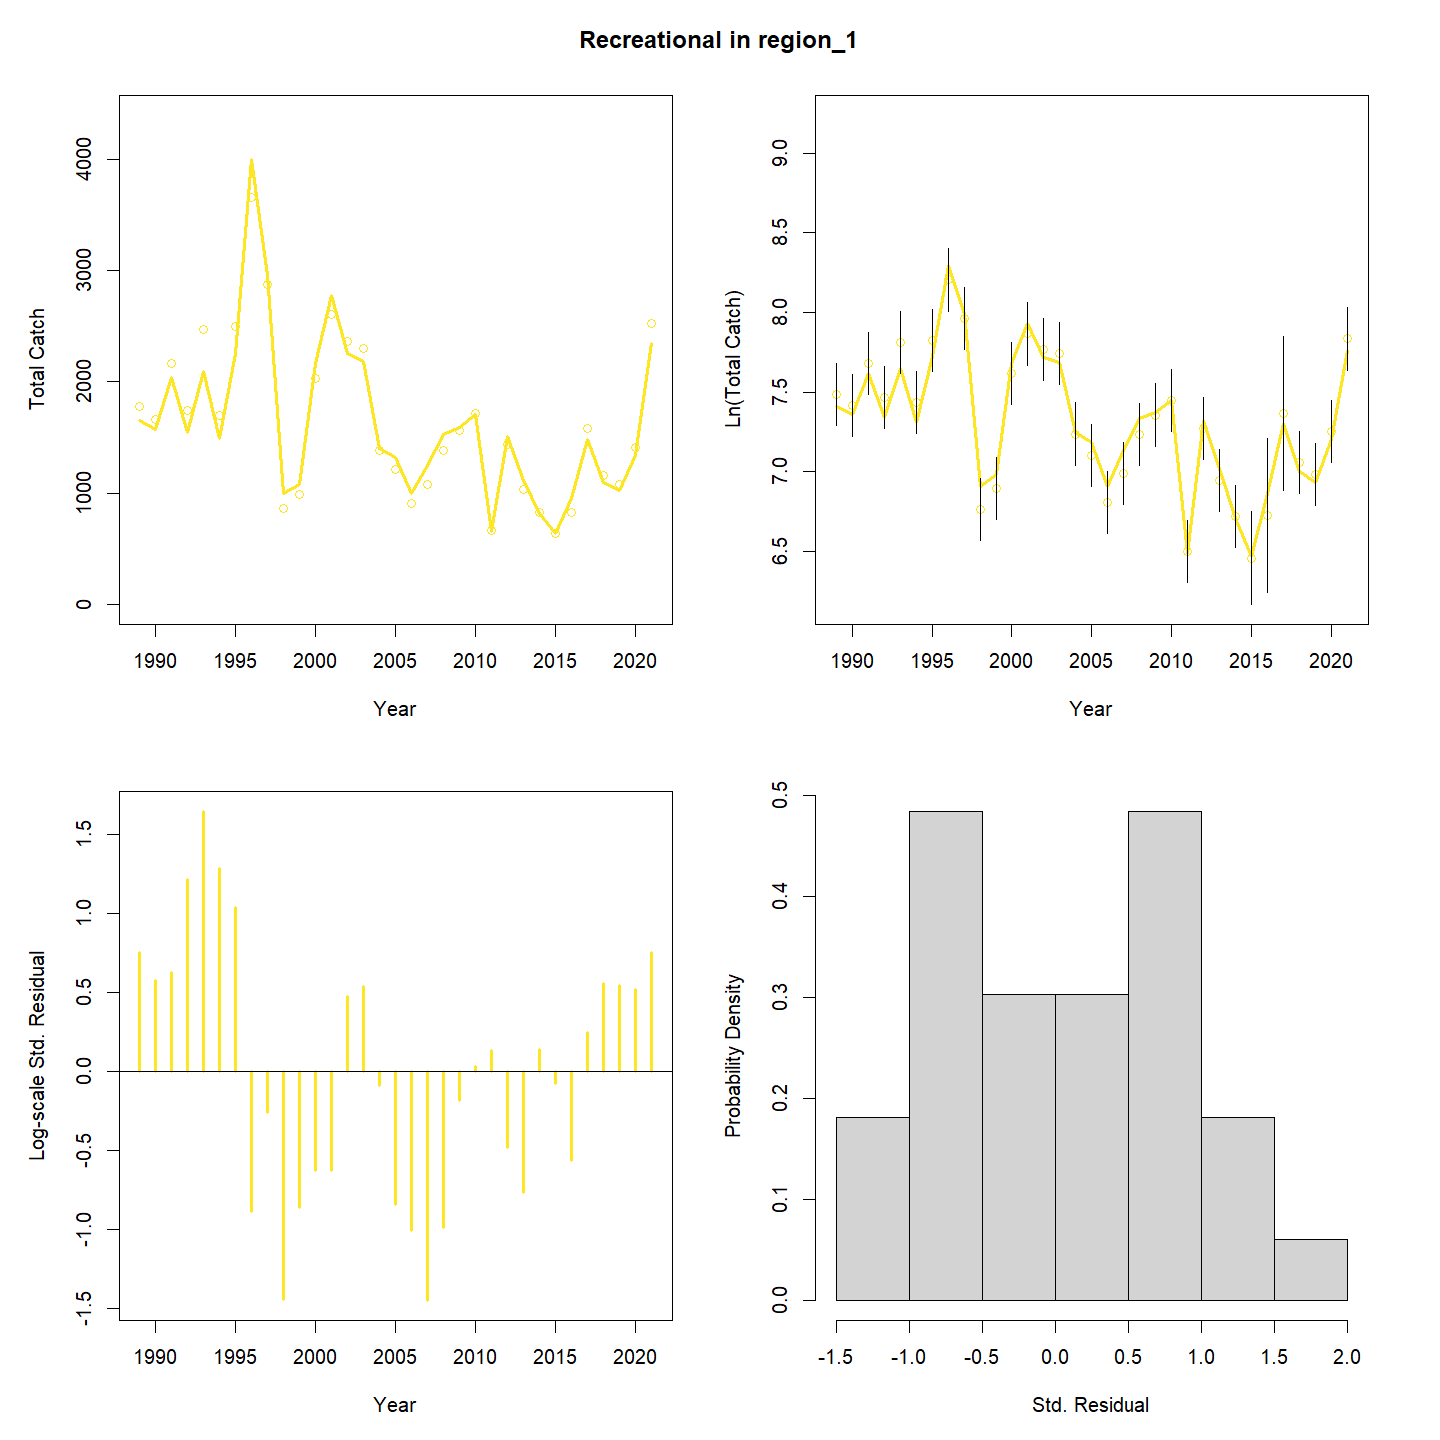 Recreational in region_1
Total Catch
0 1000 2000 3000 4000
1990 1995 2000 2005 2010 2015 2020
Year
Ln(Total Catch)
6.5 7.0 7.5 8.0 8.5 9.0
1990 1995 2000 2005 2010 2015 2020
Year
Log-scale Std. Residual
-1.5 -1.0 -0.5 0.0 0.5 1.0 1.5
1990 1995 2000 2005 2010 2015 2020
Year
Probability Density
0.0 0.1 0.2 0.3 0.4 0.5
-1.5 -1.0 -0.5 0.0 0.5 1.0 1.5 2.0
Std. Residual